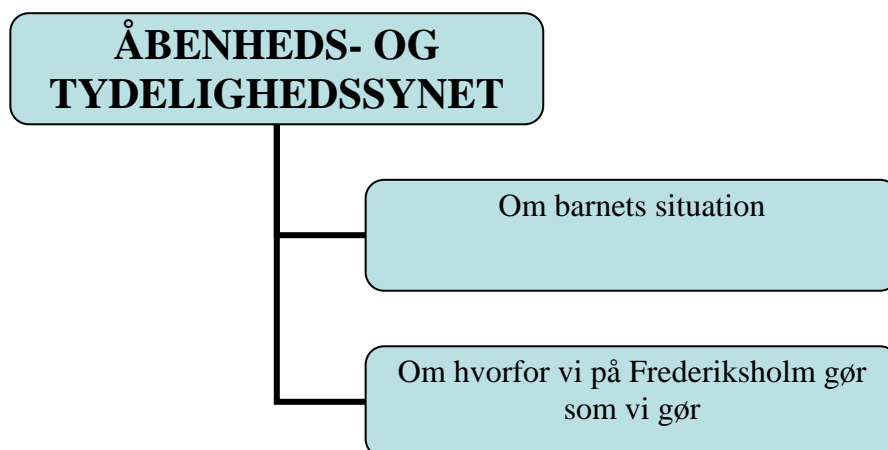 ÅBENHEDS- OG
TYDELIGHEDSSYNET
Om barnets situation
Om hvorfor vi på Frederiksholm gør
som vi gør